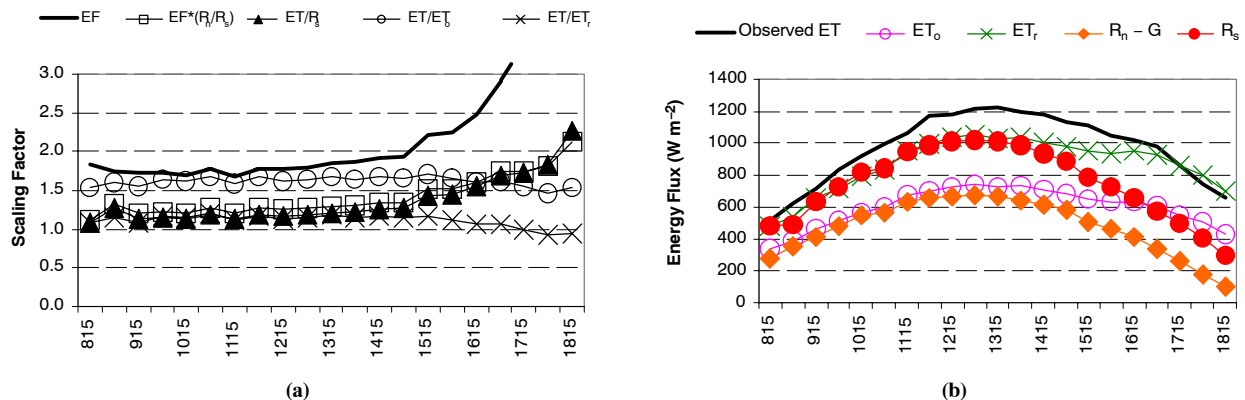 EF EF*(Rn/Rs) ET/Rs ET/ETo ET/ETr
3.0
2.5
2.0
1.5
1.0
0.5
0.0
Scaling Factor
815 915 1015 1115 1215 1315 1415 1515 1615 1715 1815
(a)
Observed ET ETo ETr Rn – G Rs
1400
1200
1000
800
600
400
200
0
Energy Flux (W m-2)
815 915 1015 1115 1215 1315 1415 1515 1615 1715 1815
(b)